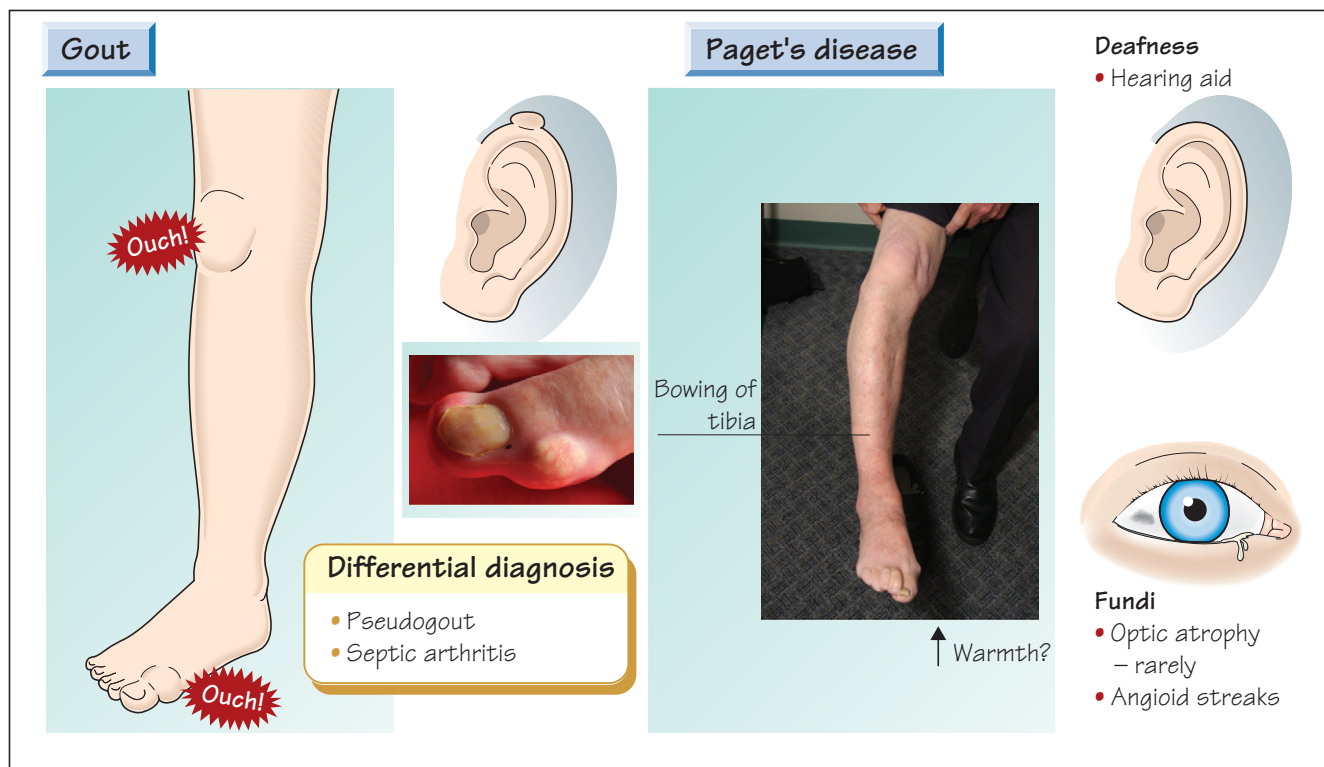 Gout
Ouch!
Ouch!
Differential diagnosis
• Pseudogout
• Septic arthritis
Paget's disease
Bowing of
tibia
↑ Warmth?
Deafness
• Hearing aid
Fundi
• Optic atrophy
– rarely
• Angioid streaks